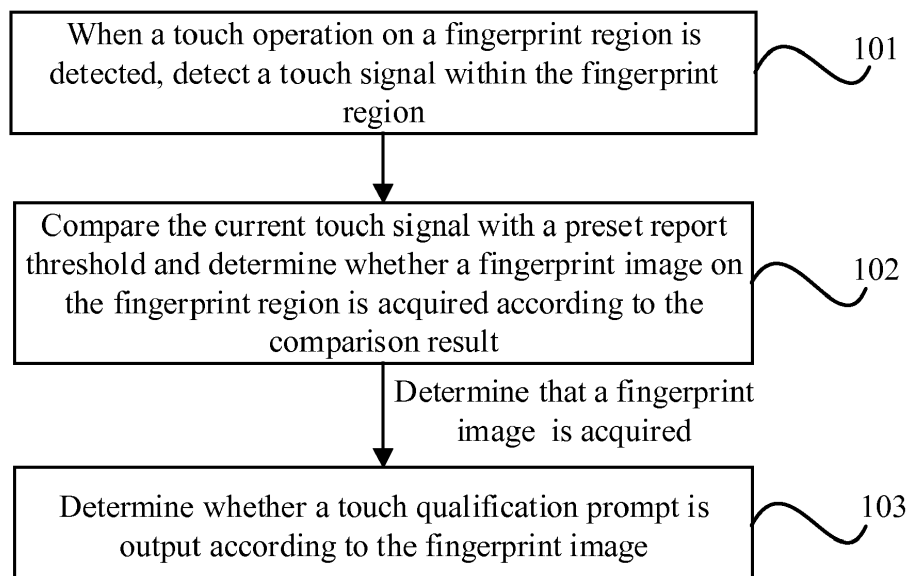 When a touch operation on a fingerprint region is
detected, detect a touch signal within the fingerprint
region
101
Compare the current touch signal with a preset report
threshold and determine whether a fingerprint image on
the fingerprint region is acquired according to the
comparison result
102
Determine that a fingerprint
image is acquired
Determine whether a touch qualification prompt is
output according to the fingerprint image
103